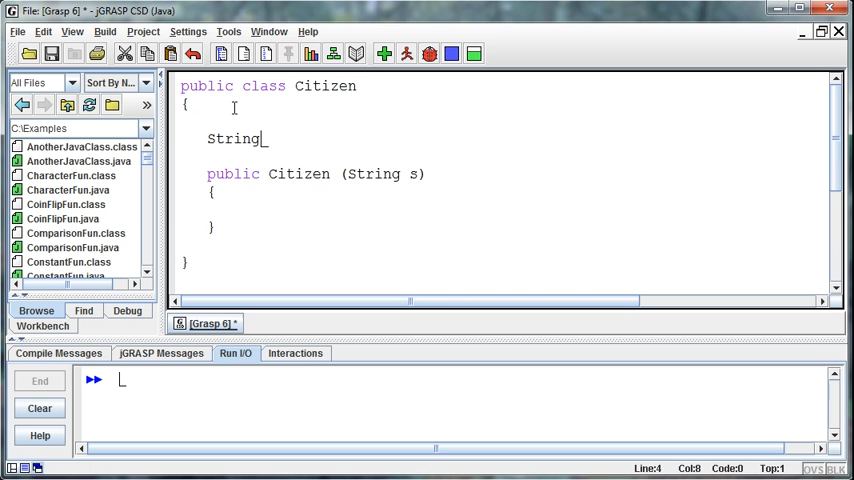 File: [Grasp 6] * - jGRASP CSD (Java)
File Edit View Build Project Settings Tools Window Help
All Files Sort By N...
C:\Examples
AnotherJavaClass.class
AnotherJavaClass.java
CharacterFun.class
CharacterFun.java
CoinFlipFun.class
CoinFlipFun.java
ComparisonFun.class
ComparisonFun.java
ConstantFun.class
ConstantFun.java
Browse Find Debug
Workbench
public class Citizen
{
String
public Citizen (String s)
{
}
}
[Grasp 6] *
Compile Messages jGRASP Messages Run I/O Interactions
End
Clear
Help
Line:4 Col:8 Code:0 Top:1 OVS BLK